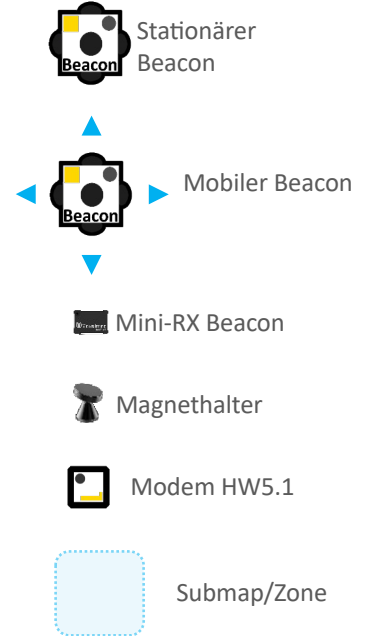 Stationärer
Beacon
Beacon
Mobiler Beacon
Beacon
Mini-RX Beacon
Magnethalter
Modem HW5.1
Submap/Zone